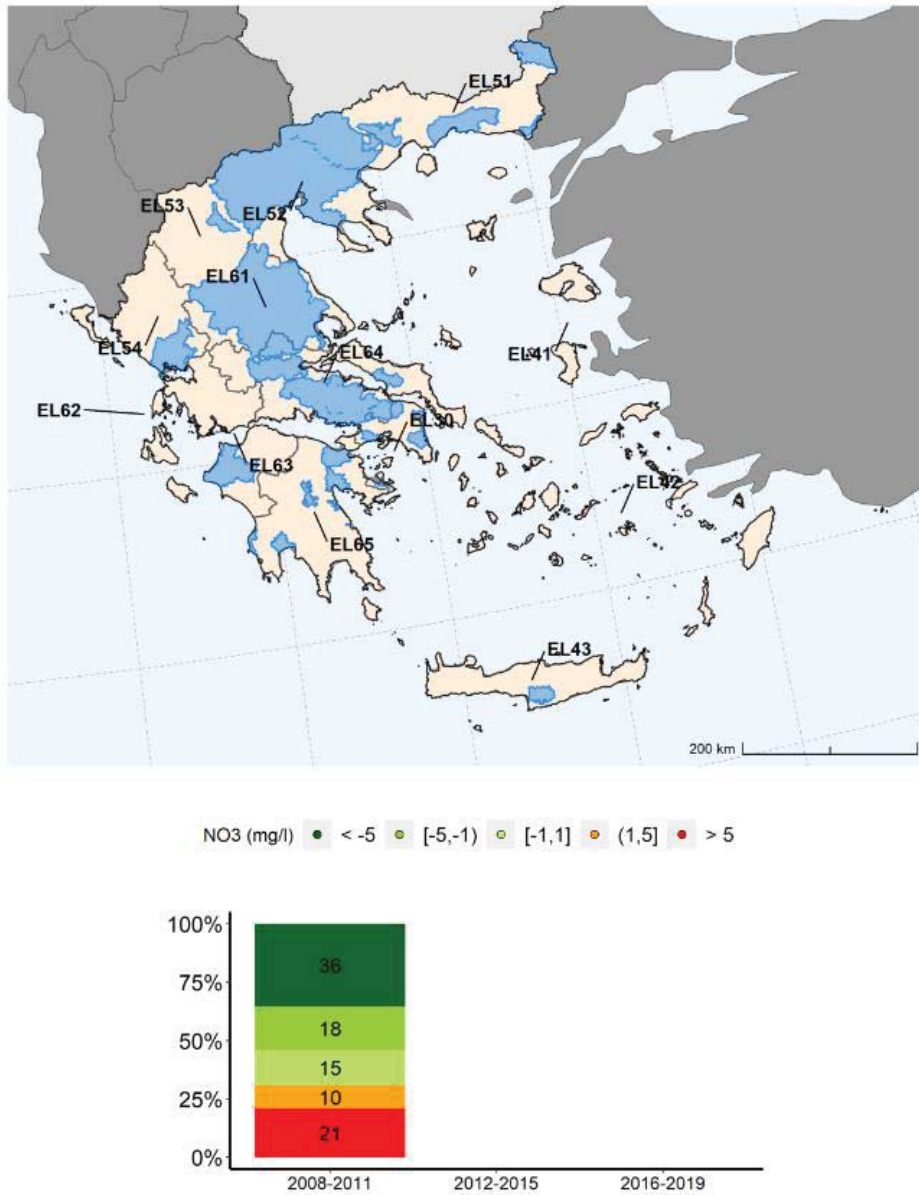 EL51
EL53
EL52
EL61
EL54
EL64
EL41
EL62
EL30
EL63
EL42
EL65
EL43
200 km
NO3 (mg/l) < -5 [-5,-1) [-1,1] (1,5] > 5
100%
36
75%
18
50%
15
25%
10
21
0%
2008-2011 2012-2015 2016-2019